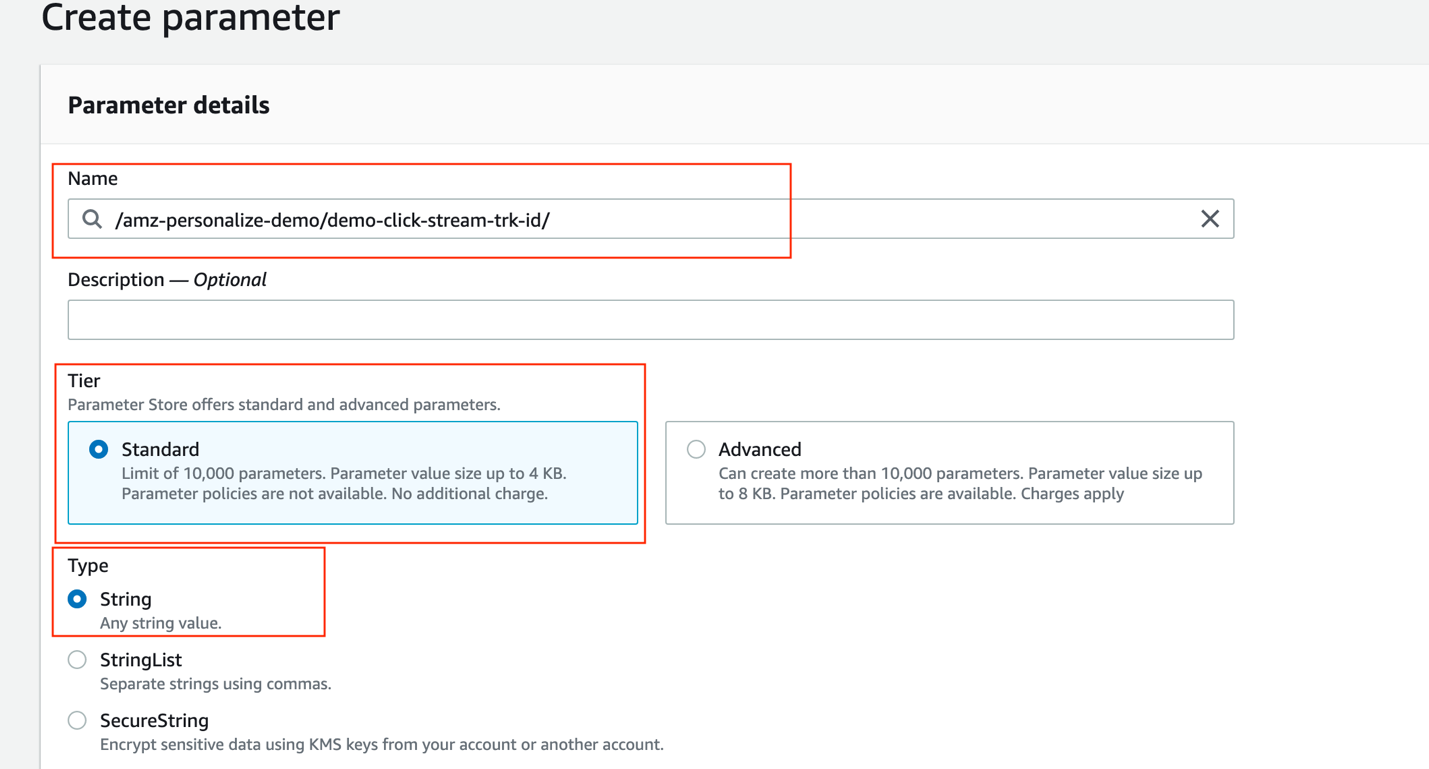 Create parameter
Parameter details
Name
/amz-personalize-demo/demo-click-stream-trk-id/
Description — Optional
Tier
Parameter Store offers standard and advanced parameters.
Standard
Limit of 10,000 parameters. Parameter value size up to 4 KB.
Parameter policies are not available. No additional charge.
Advanced
Can create more than 10,000 parameters. Parameter value size up
to 8 KB. Parameter policies are available. Charges apply
Type
String
Any string value.
StringList
Separate strings using commas.
SecureString
Encrypt sensitive data using KMS keys from your account or another account.